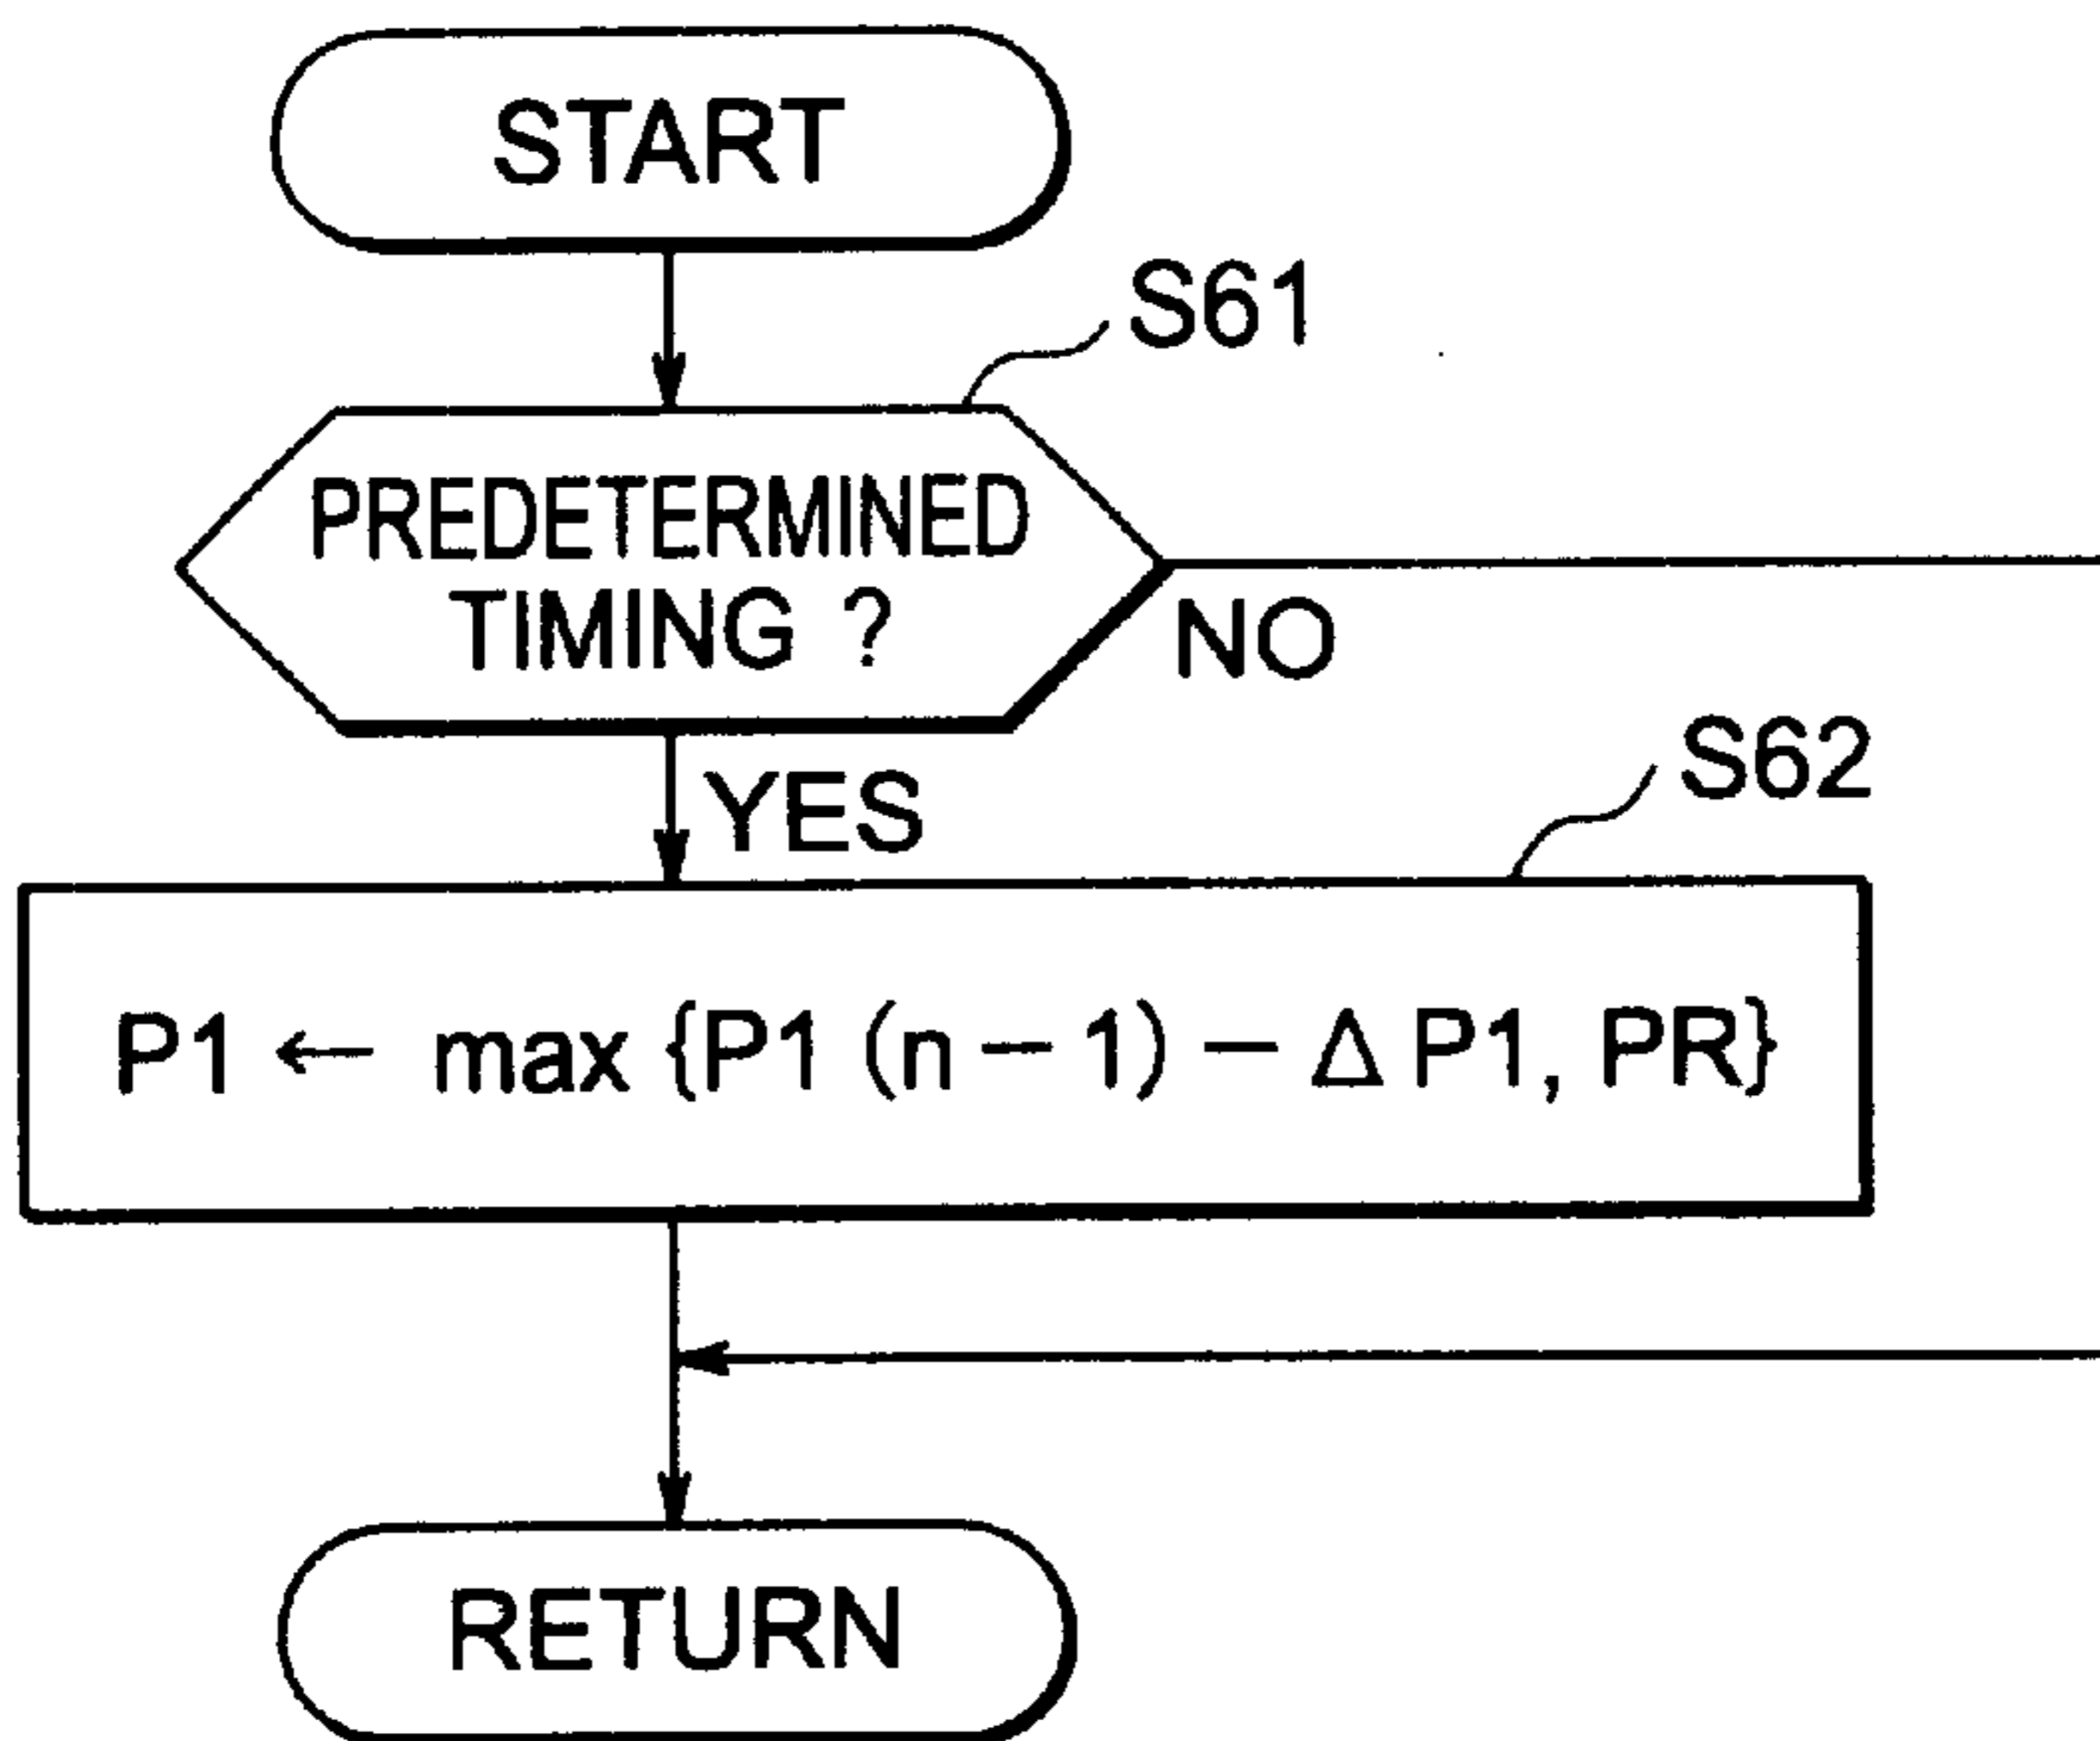 START
S61
PREDETERMINED
TIMING ?
NO
S62
YES
P1 ← max {P1 (n − 1) − Δ P1, PR}
RETURN